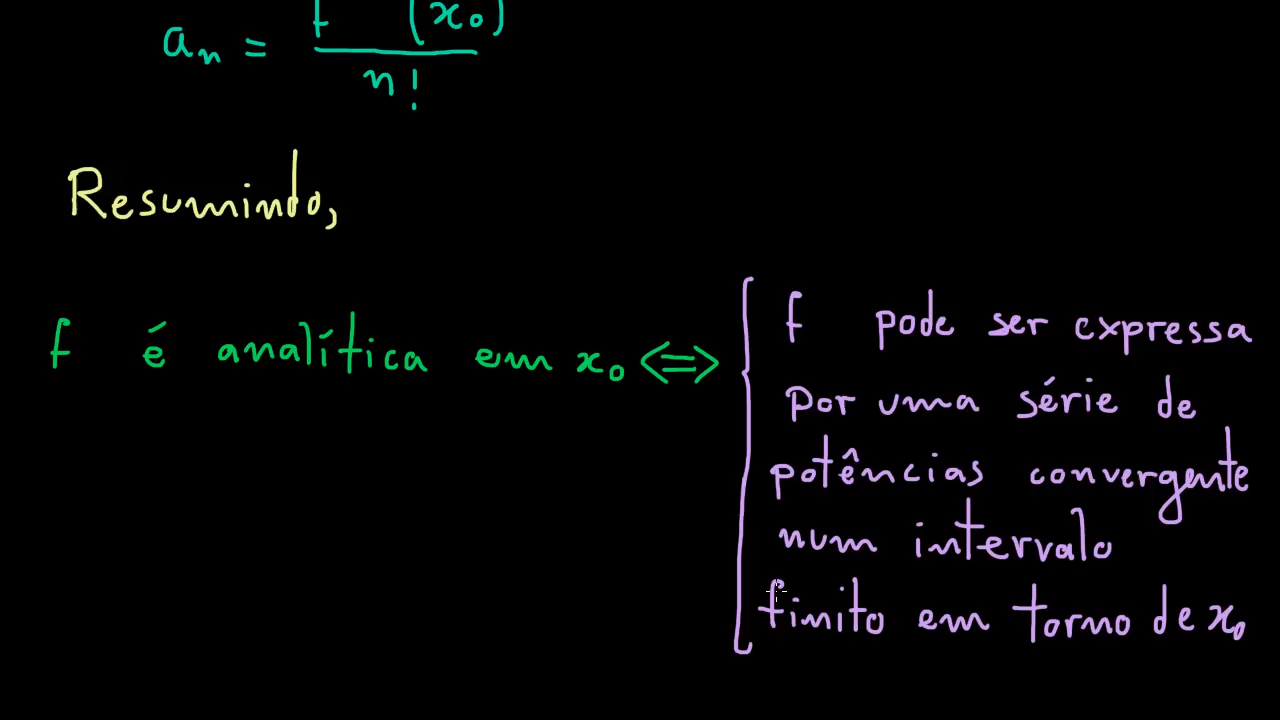 aₙ = f (x₀)
n!
Resumindo,
f é analítica em x₀ ⇔
f pode ser expressa
por uma série de
potências convergente
num intervalo
finito em torno de x₀